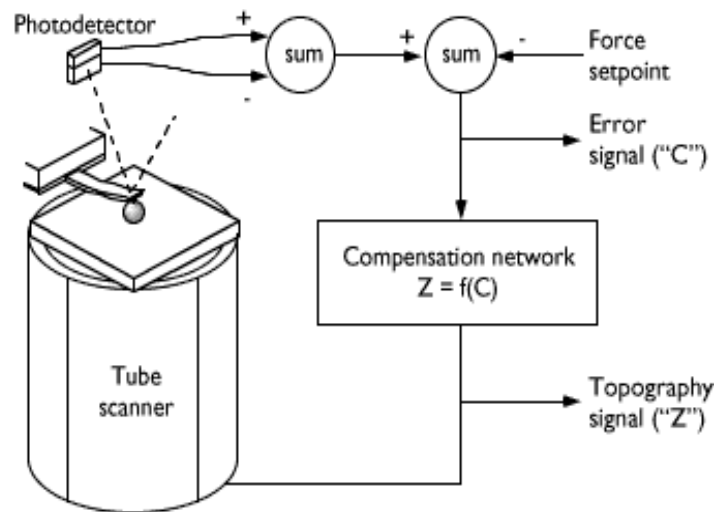 Photodetector
+
-
sum
+
sum
-
Force
setpoint
Error
signal ("C")
Compensation network
Z = f(C)
Tube
scanner
Topography
signal ("Z")